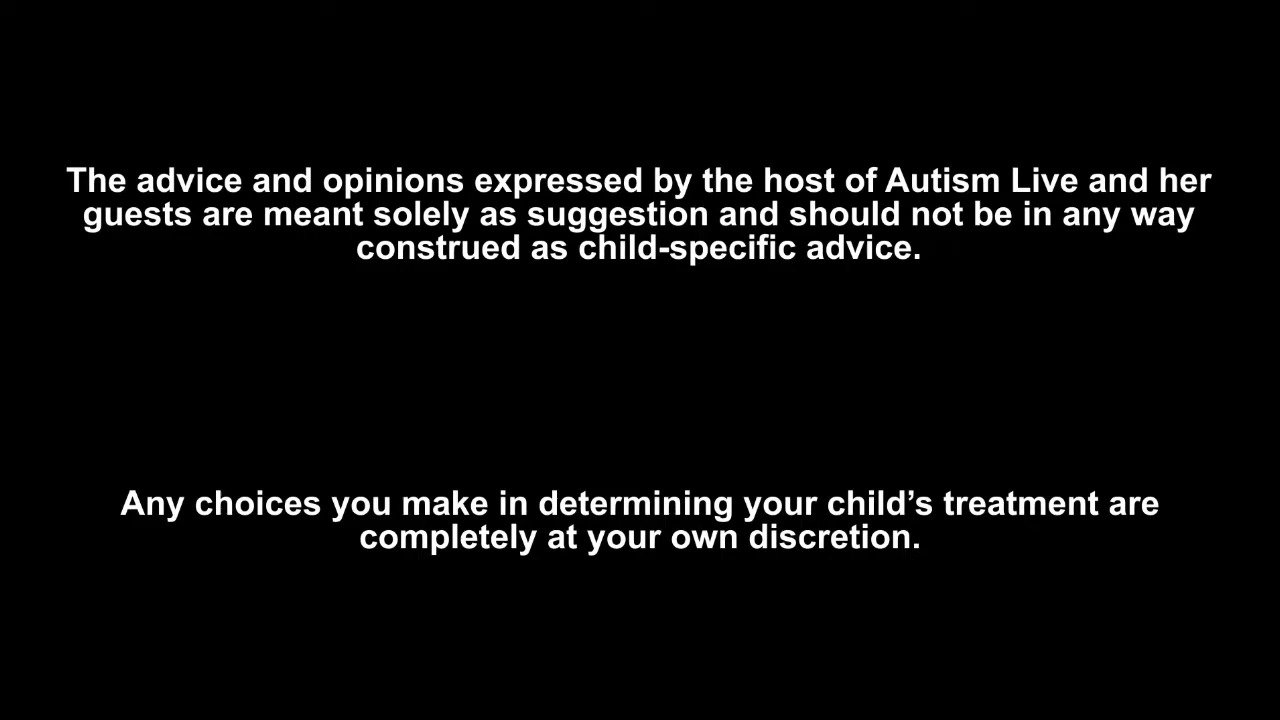 The advice and opinions expressed by the host of Autism Live and her
guests are meant solely as suggestion and should not be in any way
construed as child-specific advice.
Any choices you make in determining your child’s treatment are
completely at your own discretion.